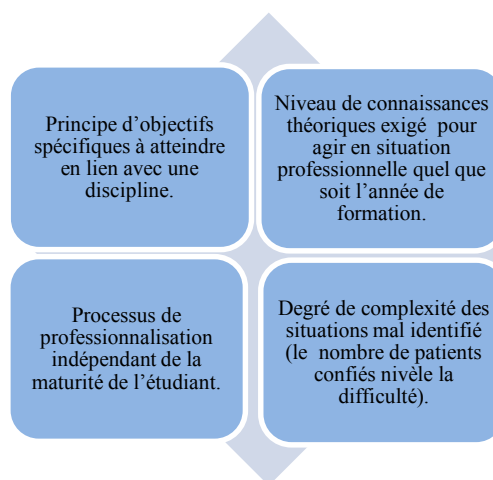 Principe d’objectifs
spécifiques à atteindre
en lien avec une
discipline.
Niveau de connaissances
théoriques exigé pour
agir en situation
professionnelle quel que
soit l’année de
formation.
Processus de
professionnalisation
indépendant de la
maturité de l’étudiant.
Degré de complexité des
situations mal identifié
(le nombre de patients
confiés nivèle la
difficulté).